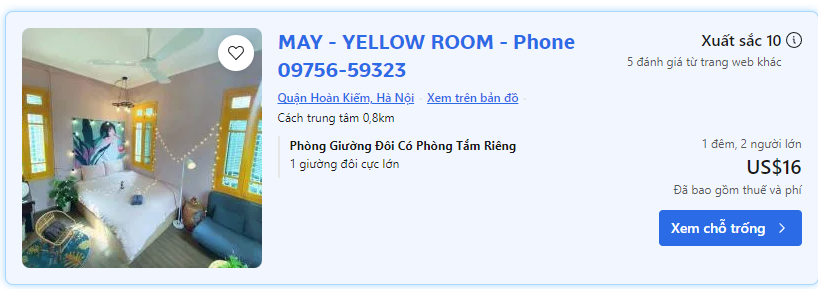 MAY - YELLOW ROOM - Phone
09756-59323
Quận Hoàn Kiếm, Hà Nội · Xem trên bản đồ ·
Cách trung tâm 0,8km
Phòng Giường Đôi Có Phòng Tắm Riêng
1 giường đôi cực lớn
Xuất sắc 10
5 đánh giá từ trang web khác
1 đêm, 2 người lớn
US$16
Đã bao gồm thuế và phí
Xem chỗ trống